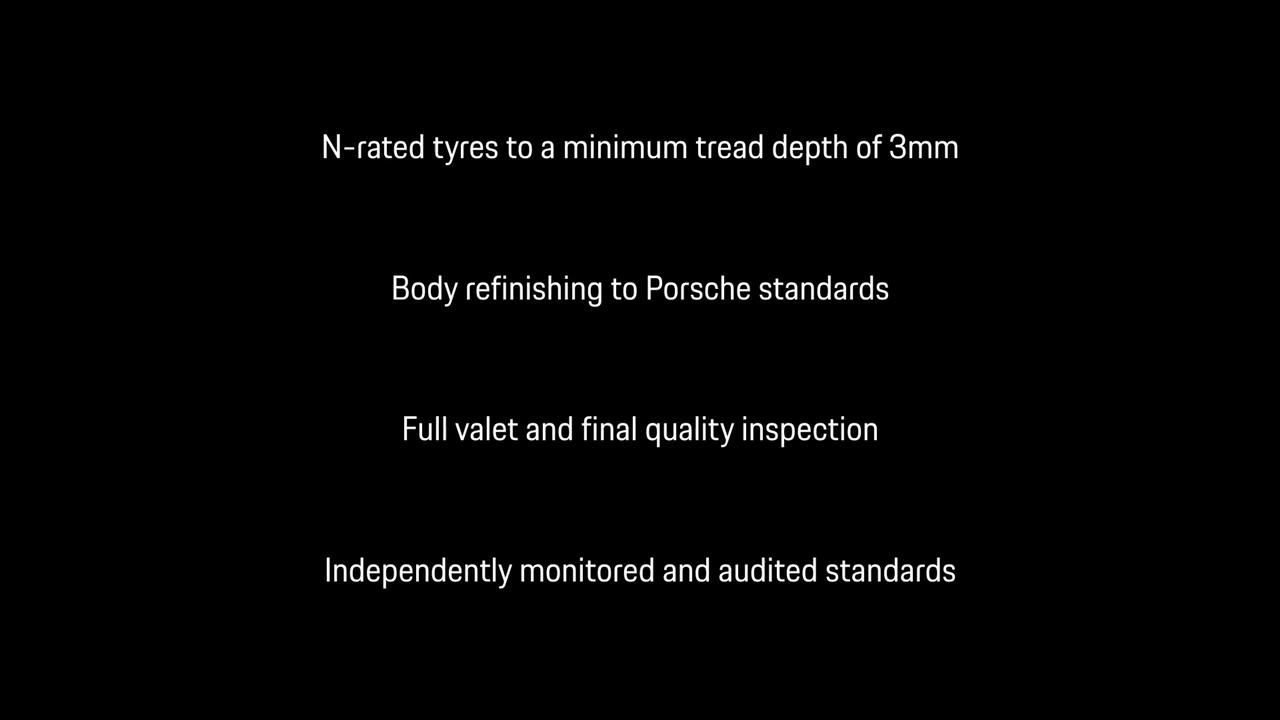 N-rated tyres to a minimum tread depth of 3mm
Body refinishing to Porsche standards
Full valet and final quality inspection
Independently monitored and audited standards